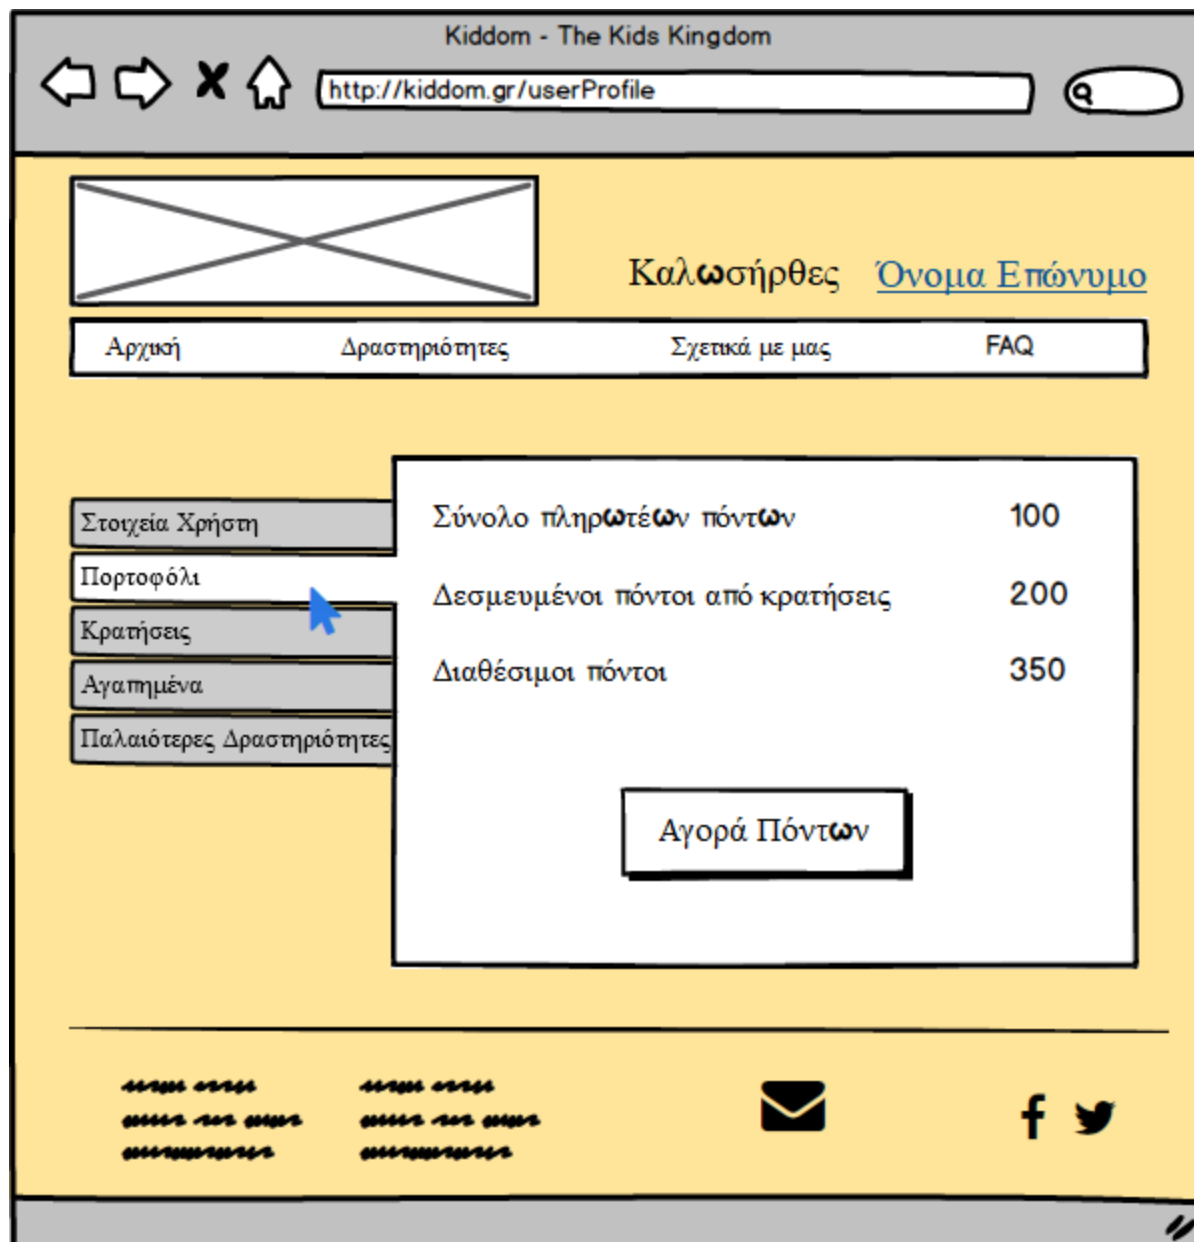 Kiddom - The Kids Kingdom
http://kiddom.gr/userProfile
Καλωσήρθες Όνομα Επώνυμο
Αρχική Δραστηριότητες Σχετικά με μας FAQ
Στοιχεία Χρήστη
Πορτοφόλι
Κρατήσεις
Αγαπημένα
Παλαιότερες Δραστηριότητες
Σύνολο πληρωτέων πόντων 100
Δεσμευμένοι πόντοι από κρατήσεις 200
Διαθέσιμοι πόντοι 350
Αγορά Πόντων